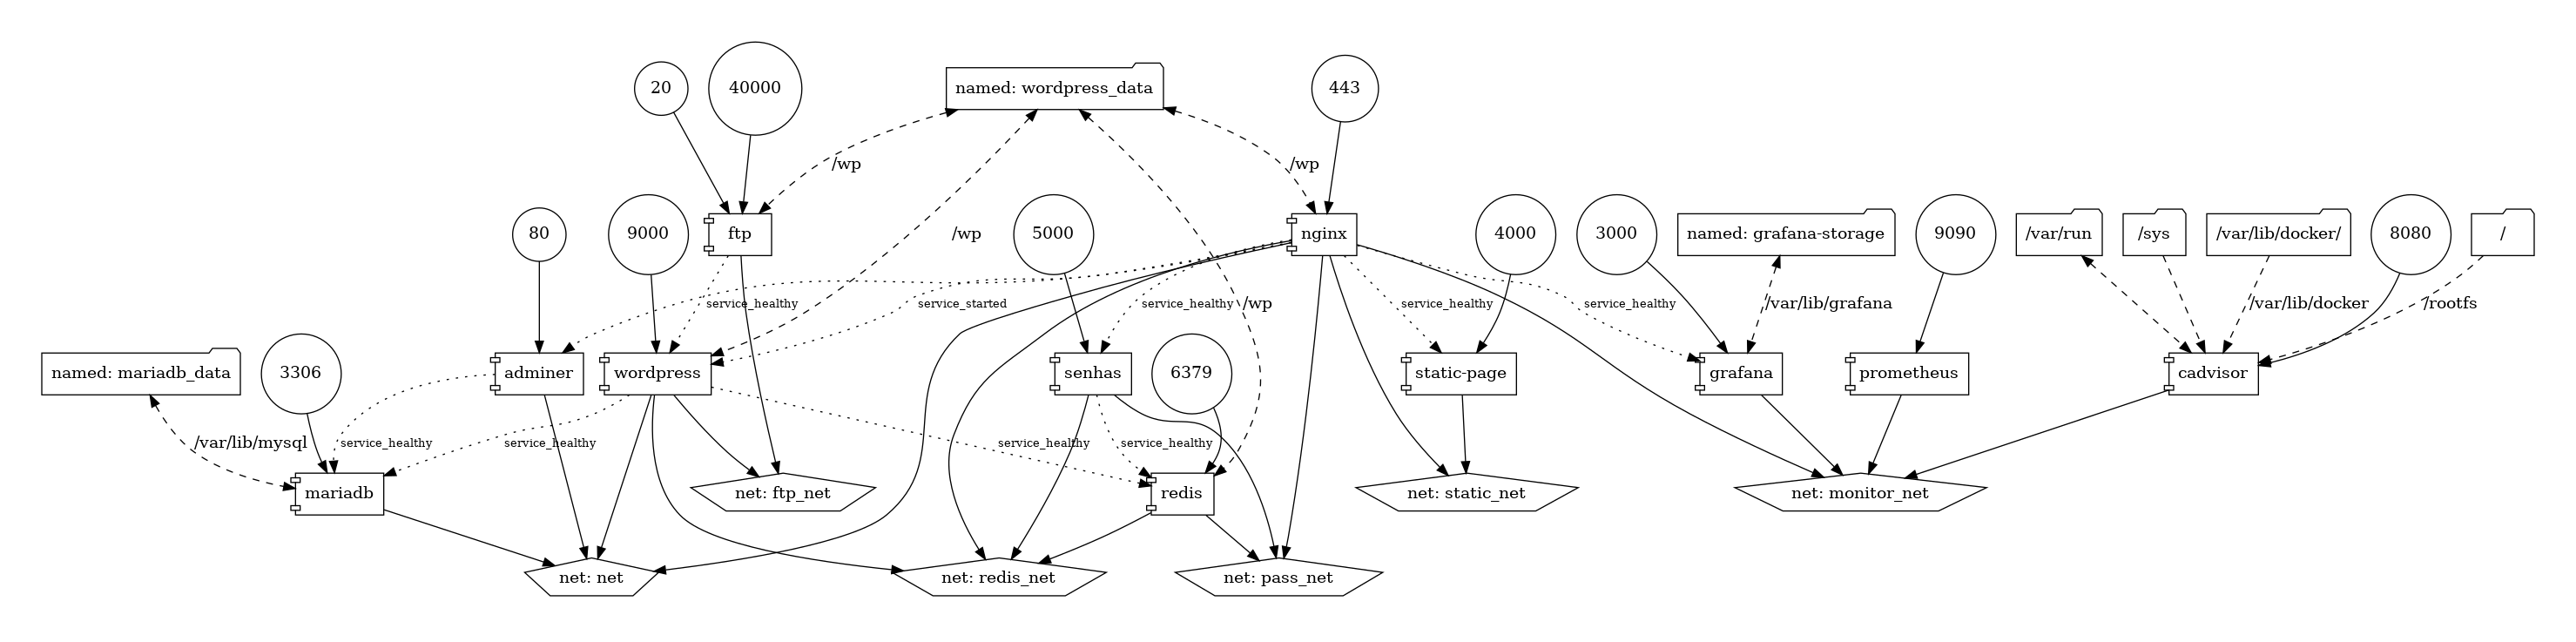 20
40000
named: wordpress_data
443
/wp
/wp
80
9000
ftp
/wp
5000
nginx
4000
3000
named: grafana-storage
9090
/var/run
/sys
/var/lib/docker/
8080
/
service_healthy
service_started
service_healthy
/wp
service_healthy
service_healthy
/var/lib/grafana
/var/lib/docker
/rootfs
named: mariadb_data
3306
adminer
wordpress
senhas
6379
static-page
grafana
prometheus
cadvisor
/var/lib/mysql
service_healthy
service_healthy
service_healthy
service_healthy
mariadb
net: ftp_net
redis
net: static_net
net: monitor_net
net: net
net: redis_net
net: pass_net